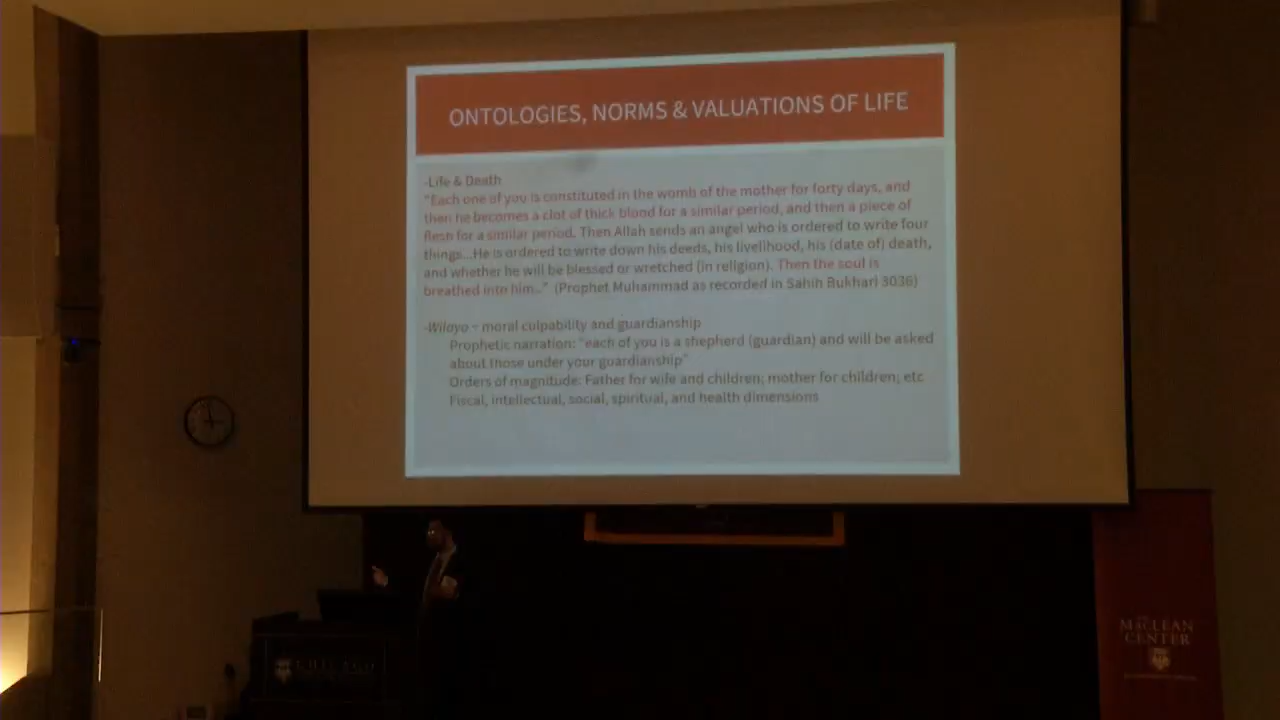 ONTOLOGIES, NORMS & VALUATIONS OF LIFE
-Life & Death
"Each one of you is constituted in the womb of the mother for forty days, and
then he becomes a clot of thick blood for a similar period, and then a piece of
flesh for a similar period. Then Allah sends an angel who is ordered to write four
things...He is ordered to write down his deeds, his livelihood, his (date of) death,
and whether he will be blessed or wretched (in religion). Then the soul is
breathed into him..." (Prophet Muhammad as recorded in Sahih Bukhari 3036)
-Wilaya – moral culpability and guardianship
Prophetic narration: "each of you is a shepherd (guardian) and will be asked
about those under your guardianship"
Orders of magnitude: Father for wife and children; mother for children; etc
Fiscal, intellectual, social, spiritual, and health dimensions
MACLEAN
CENTER
CHICAGO